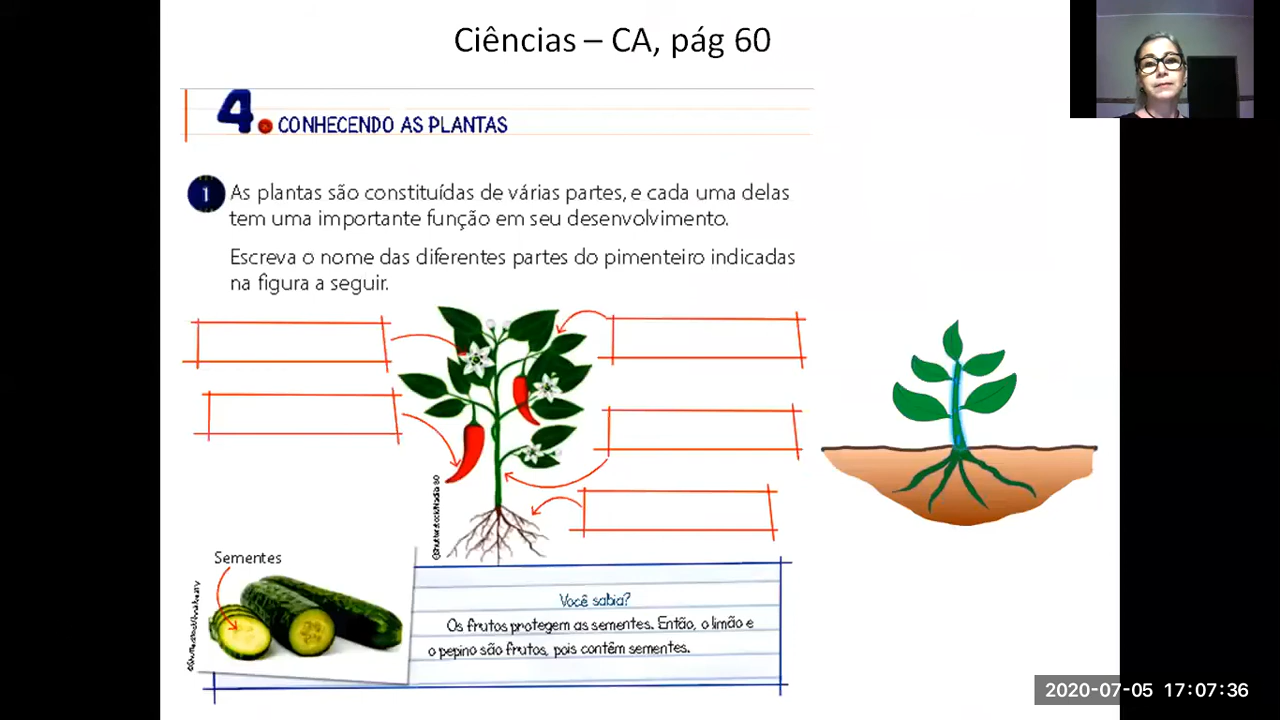 Ciências – CA, pág 60
4. CONHECENDO AS PLANTAS
1 As plantas são constituídas de várias partes, e cada uma delas
tem uma importante função em seu desenvolvimento.
Escreva o nome das diferentes partes do pimenteiro indicadas
na figura a seguir.
Sementes
Você sabia?
Os frutos protegem as sementes. Então, o limão e
o pepino são frutos, pois contêm sementes.
2020-07-05 17:07:36